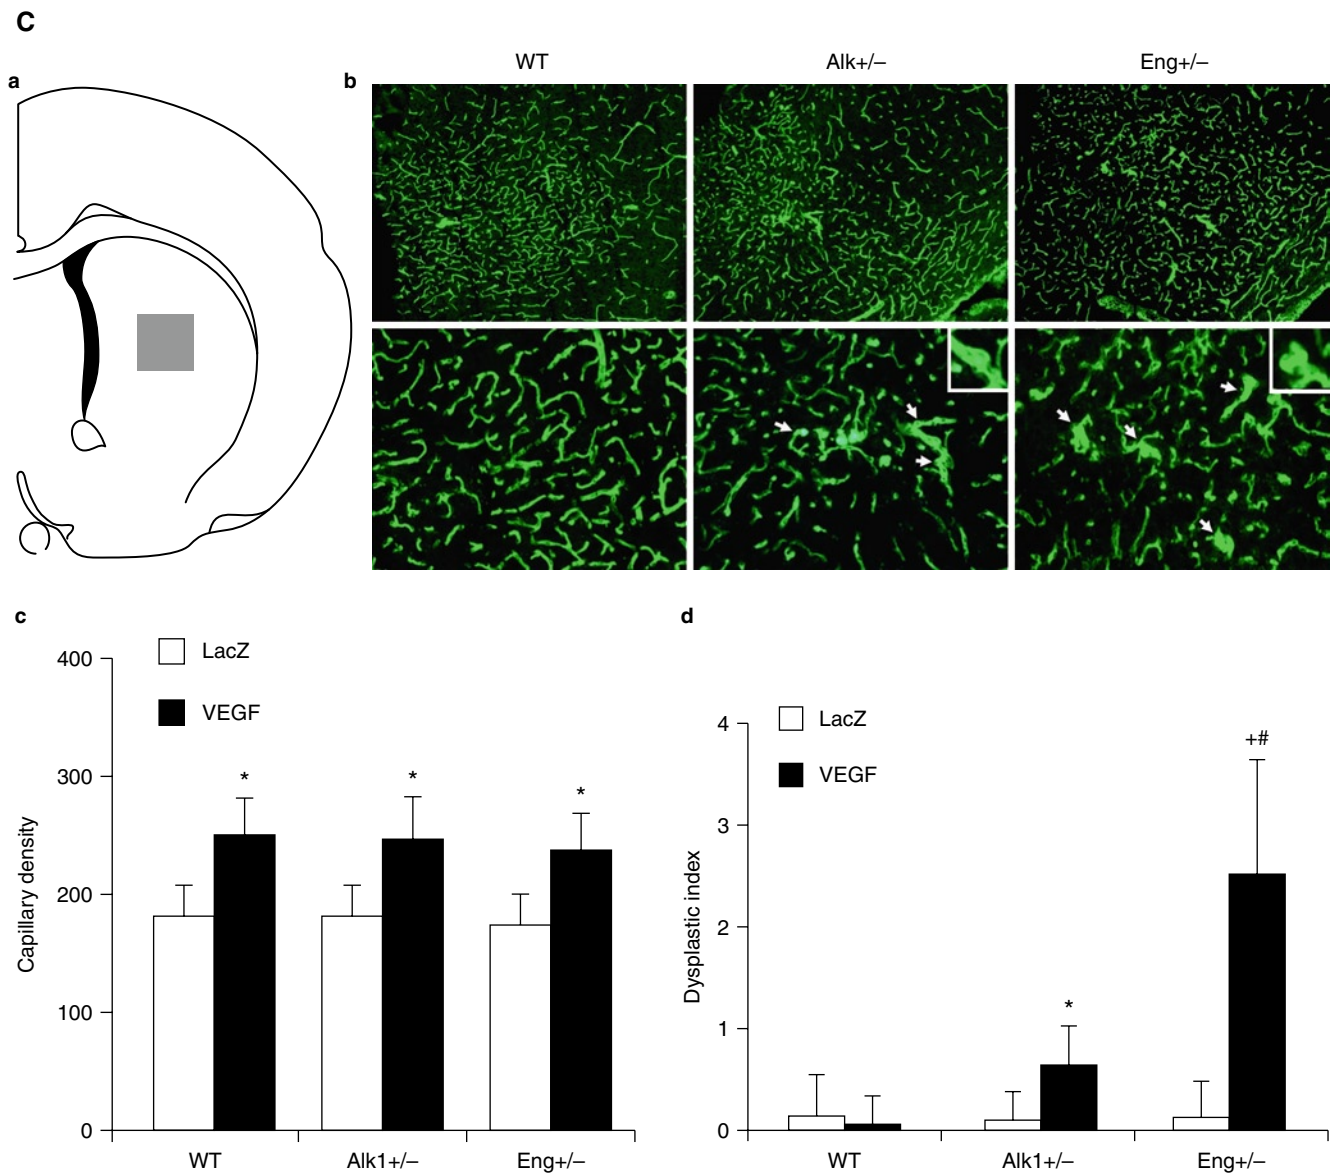 C
a
b
WT
Alk+/–
Eng+/–
c
LacZ
VEGF
400
300
200
100
0
Capillary density
*
*
*
WT
Alk1+/–
Eng+/–
d
LacZ
VEGF
4
3
2
1
0
Dysplastic index
*
+#
WT
Alk1+/–
Eng+/–